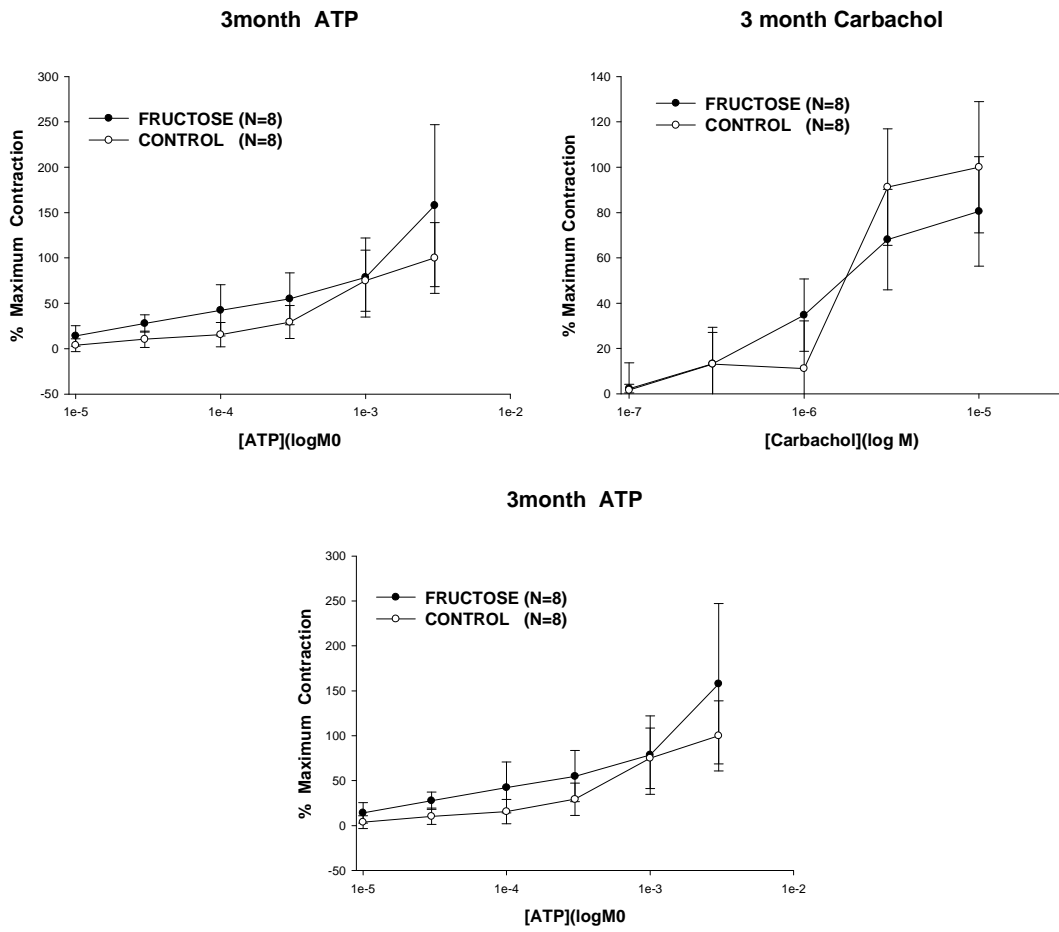 3month ATP
300
250
200
150
100
50
0
-50
% Maximum Contraction
FRUCTOSE (N=8)
CONTROL (N=8)
1e-5
1e-4
1e-3
1e-2
[ATP](logM0
3 month Carbachol
140
120
100
80
60
40
20
0
% Maximum Contraction
FRUCTOSE (N=8)
CONTROL (N=8)
1e-7
1e-6
1e-5
[Carbachol](log M)
3month ATP
300
250
200
150
100
50
0
-50
% Maximum Contraction
FRUCTOSE (N=8)
CONTROL (N=8)
1e-5
1e-4
1e-3
1e-2
[ATP](logM0